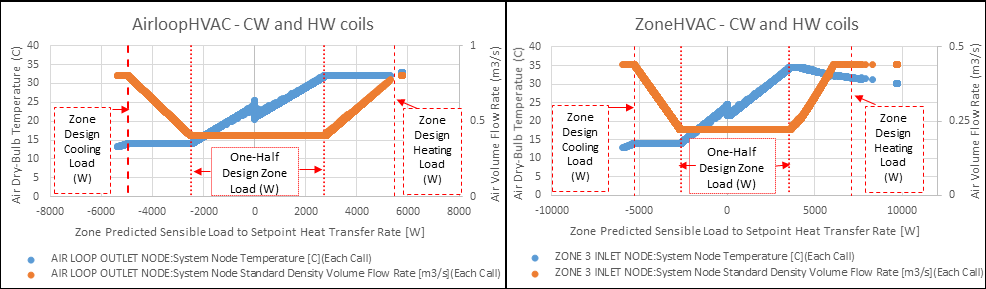 AirloopHVAC - CW and HW coils
Air Dry-Bulb Temperature (C)
40
35
30
25
20
15
10
5
0
1
0.5
0
Air Volume Flow Rate (m3/s)
Zone
Design
Cooling
Load
(W)
One-Half
Design Zone
Load (W)
Zone
Design
Heating
Load
(W)
-8000 -6000 -4000 -2000 0 2000 4000 6000 8000
Zone Predicted Sensible Load to Setpoint Heat Transfer Rate [W]
AIR LOOP OUTLET NODE:System Node Temperature [C](Each Call)
AIR LOOP OUTLET NODE:System Node Standard Density Volume Flow Rate [m3/s](Each Call)
ZoneHVAC - CW and HW coils
Air Dry-Bulb Temperature (C)
40
35
30
25
20
15
10
5
0
0.5
0.25
0
Air Volume Flow Rate (m3/s)
Zone
Design
Cooling
Load
(W)
One-Half
Design Zone
Load (W)
Zone
Design
Heating
Load
(W)
-10000 -5000 0 5000 10000
Zone Predicted Sensible Load to Setpoint Heat Transfer Rate [W]
ZONE 3 INLET NODE:System Node Temperature [C](Each Call)
ZONE 3 INLET NODE:System Node Standard Density Volume Flow Rate [m3/s](Each Call)